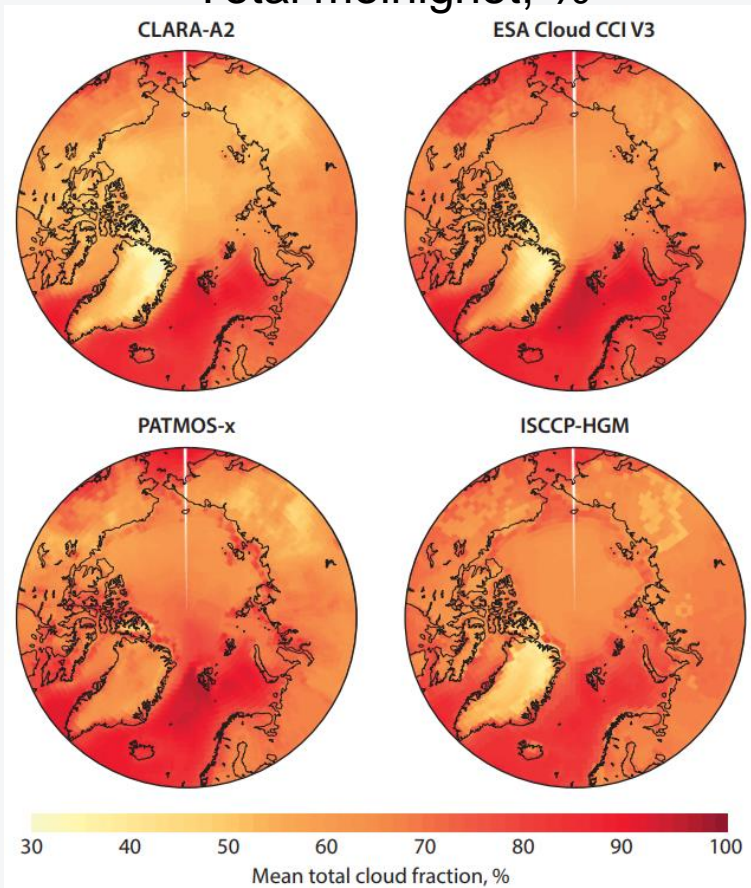 CLARA-A2
ESA Cloud CCI V3
PATMOS-x
ISCCP-HGM
30 40 50 60 70 80 90 100
Mean total cloud fraction, %